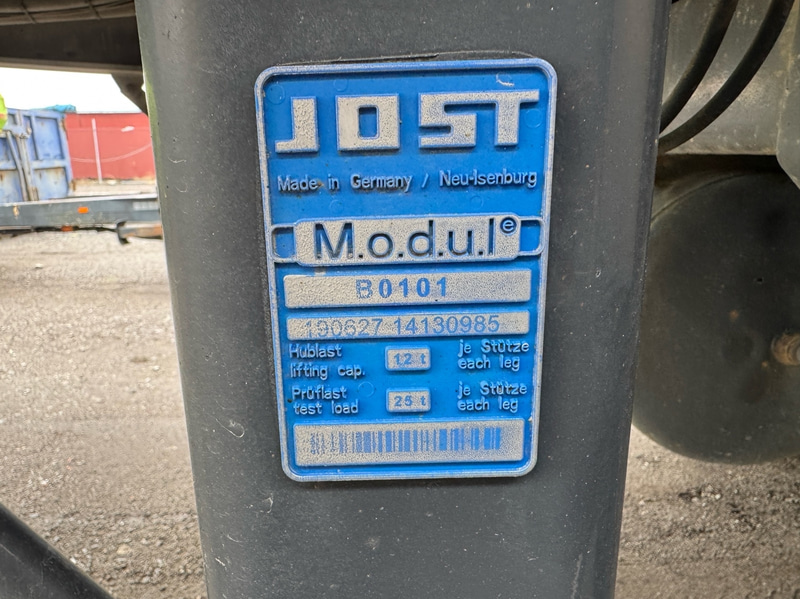 JOST
Made in Germany / Neu-Isenburg
M.o.d.u.l e
B0101
190627 14130985
Hublast 12 t je Stütze
lifting cap. each leg
Prüflast 25 t je Stütze
test load each leg